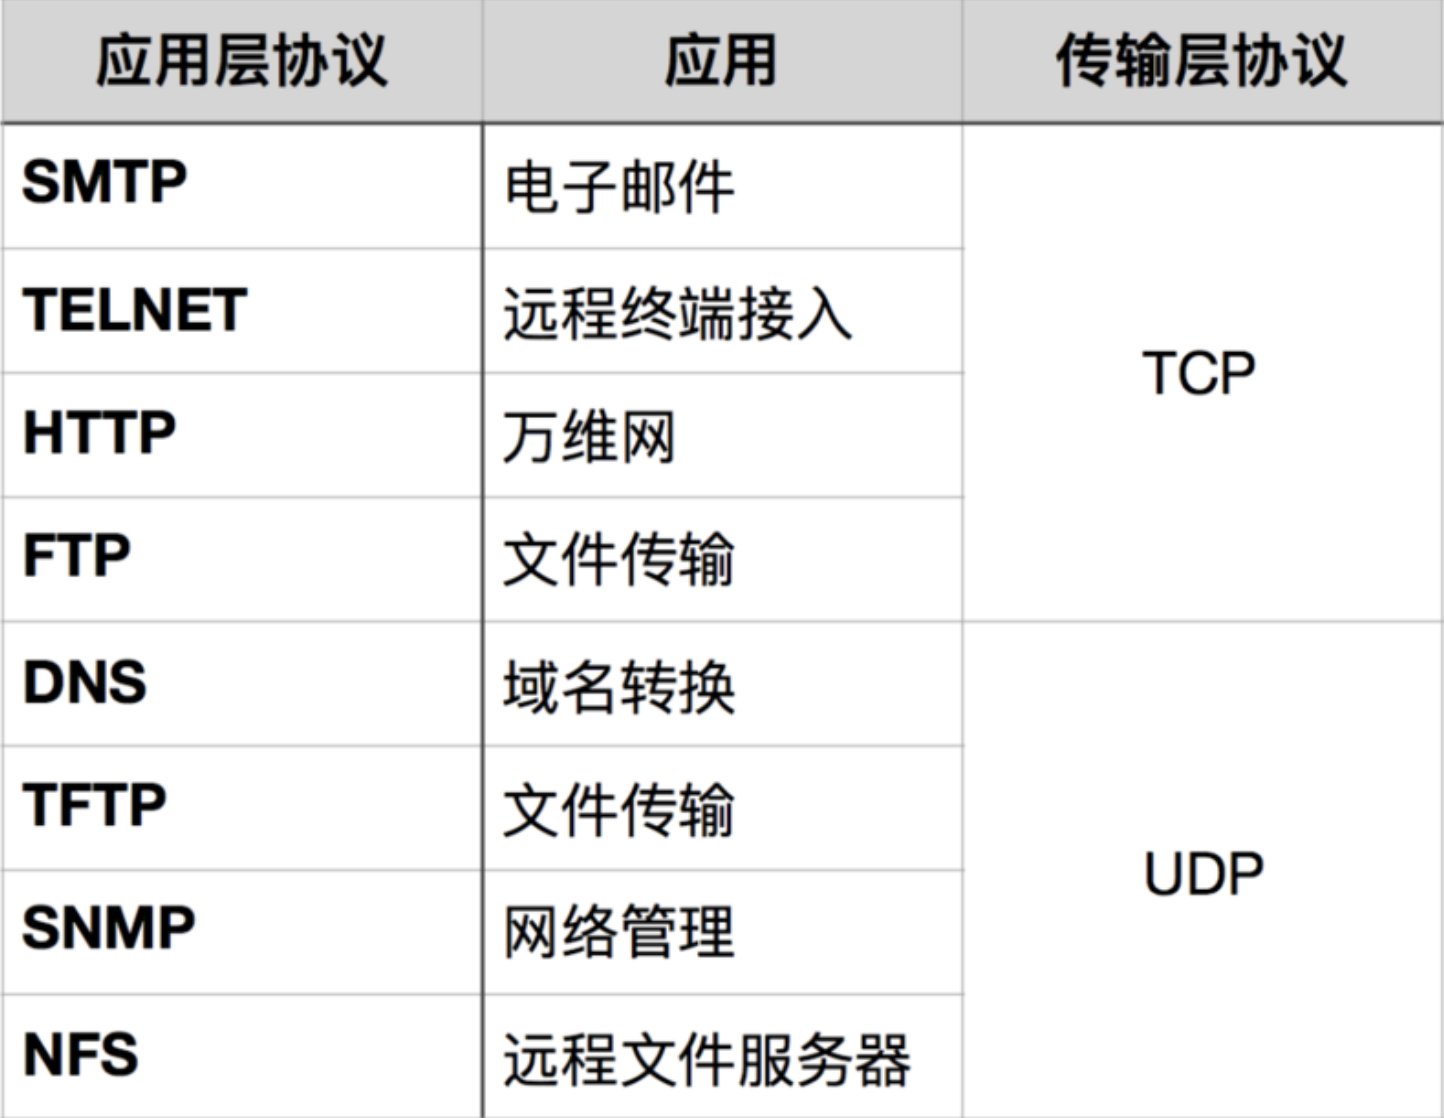 应用层协议 应用 传输层协议
SMTP 电子邮件
TELNET 远程终端接入
TCP
HTTP 万维网
FTP 文件传输
DNS 域名转换
TFTP 文件传输
UDP
SNMP 网络管理
NFS 远程文件服务器